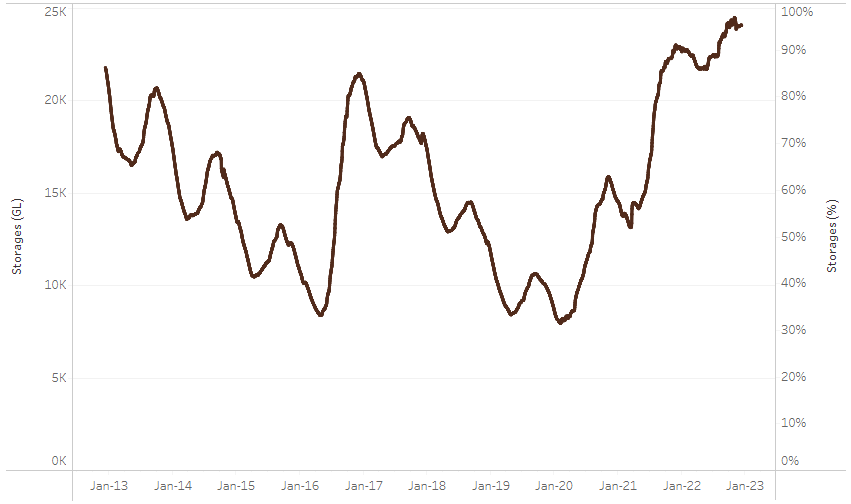 25K
20K
15K
10K
5K
0K
Storages (GL)
100%
90%
80%
70%
60%
50%
40%
30%
20%
10%
0%
Storages (%)
Jan-13 Jan-14 Jan-15 Jan-16 Jan-17 Jan-18 Jan-19 Jan-20 Jan-21 Jan-22 Jan-23